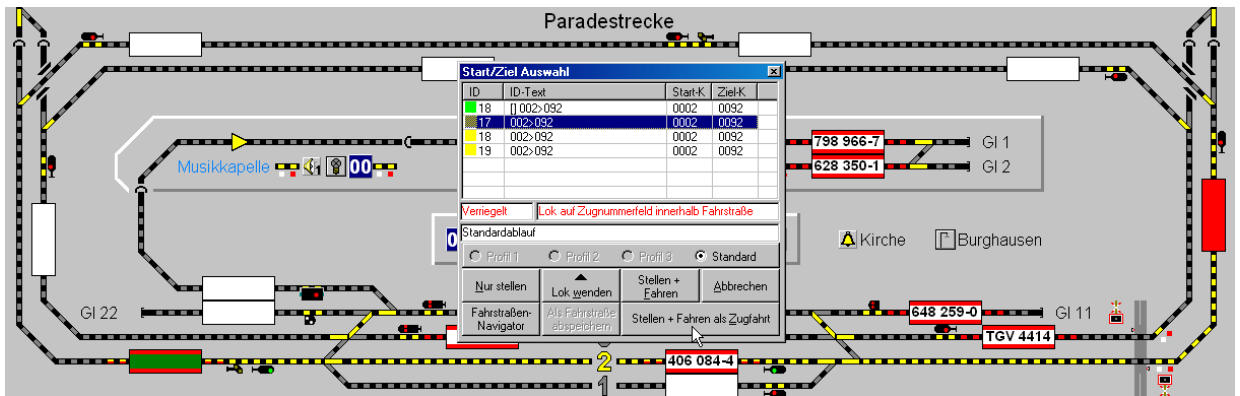 Paradestrecke
Start/Ziel Auswahl
ID ID-Text Start-K Ziel-K
18 [] 002>092 0002 0092
17 002>092 0002 0092
18 002>092 0002 0092
19 002>092 0002 0092
798 966-7 Gl 1
Musikkapelle 00 628 350-1 Gl 2
Verriegelt Lok auf Zugnummerfeld innerhalb Fahrstraße
Standardablauf
0 Kirche Burghausen
Profil 1 Profil 2 Profil 3 Standard
Nur stellen Lok wenden Stellen + Fahren Abbrechen
Fahrstraßen-Navigator Als Fahrstraße abspeichern Stellen + Fahren als Zugfahrt
Gl 22 648 259-0 Gl 11
TGV 4414
2 406 084-4
1